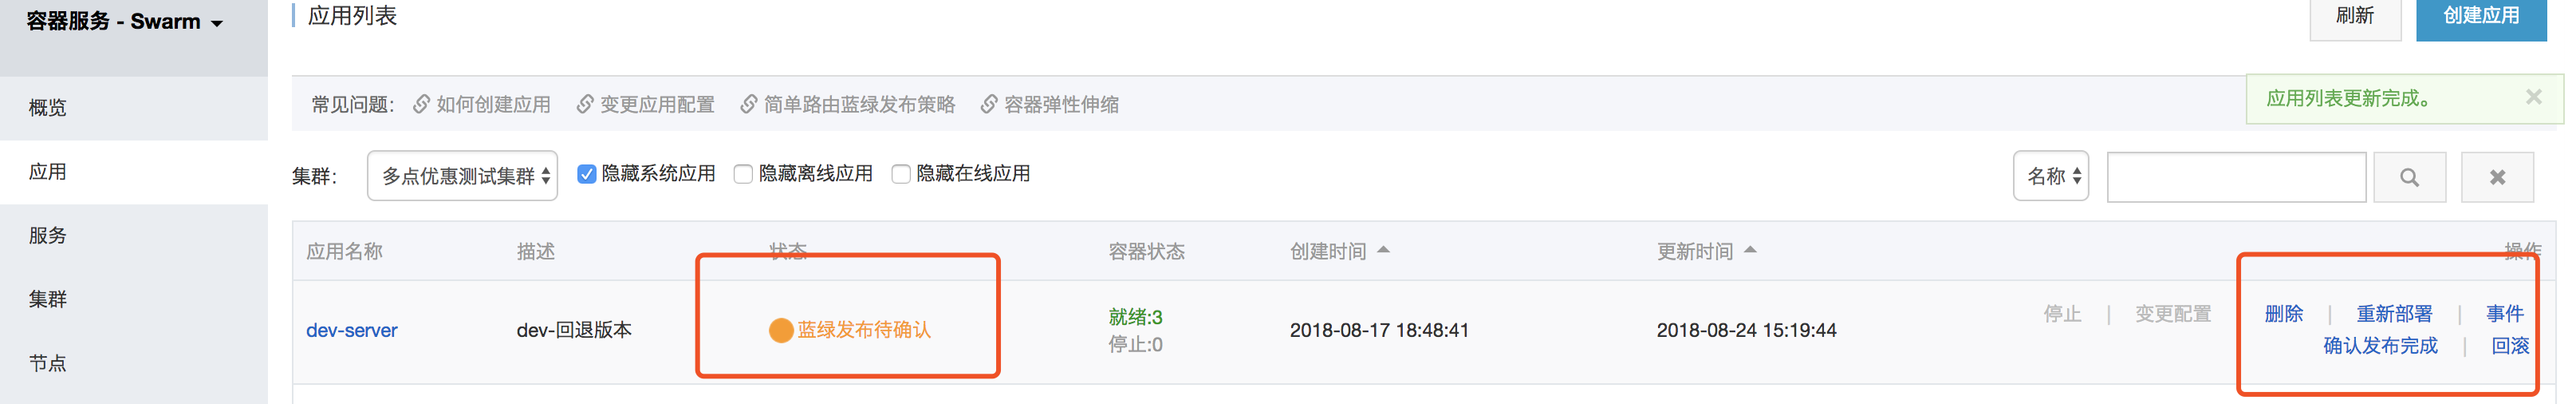 容器服务 - Swarm
概览
应用
服务
集群
节点
应用列表
刷新
创建应用
常见问题: 如何创建应用 变更应用配置 简单路由蓝绿发布策略 容器弹性伸缩
应用列表更新完成。
集群: 多点优惠测试集群 隐藏系统应用 隐藏离线应用 隐藏在线应用
名称
应用名称 描述 状态 容器状态 创建时间 更新时间 操作
dev-server dev-回退版本 蓝绿发布待确认 就绪:3 2018-08-17 18:48:41 2018-08-24 15:19:44 停止 | 变更配置 | 删除 | 重新部署 | 事件
停止:0 确认发布完成 | 回滚